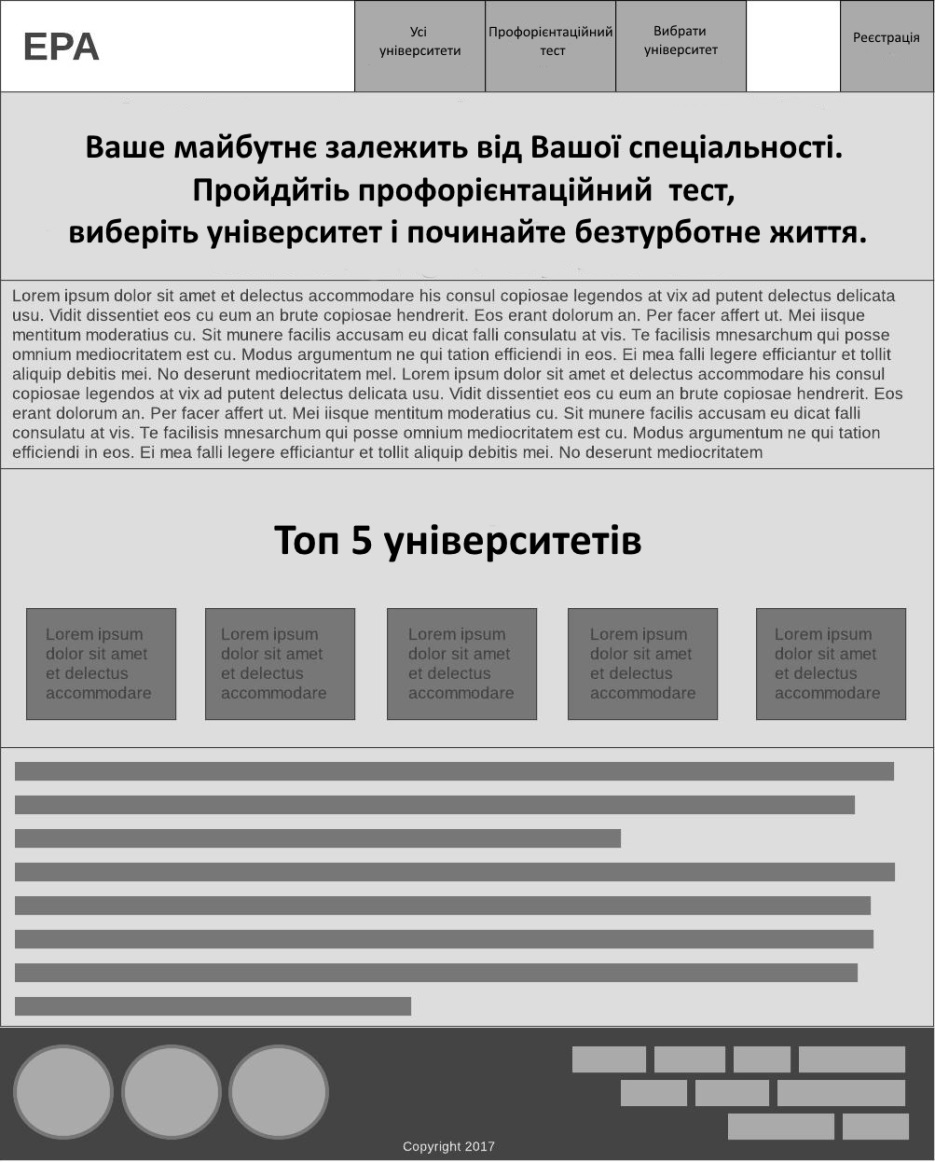 EPA
Усі
університети
Профорієнтаційний
тест
Вибрати
університет
Реєстрація
Ваше майбутнє залежить від Вашої спеціальності.
Пройдйтіь профорієнтаційний тест,
виберіть університет і починайте безтурботне життя.
Lorem ipsum dolor sit amet et delectus accommodare his consul copiosae legendos at vix ad putent delectus delicata
usu. Vidit dissentiet eos cu eum an brute copiosae hendrerit. Eos erant dolorum an. Per facer affert ut. Mei iisque
mentitum moderatius cu. Sit munere facilis accusam eu dicat falli consulatu at vis. Te facilisis mnesarchum qui posse
omnium mediocritatem est cu. Modus argumentum ne qui tation efficiendi in eos. Ei mea falli legere efficiantur et tollit
aliquip debitis mei. No deserunt mediocritatem mel. Lorem ipsum dolor sit amet et delectus accommodare his consul
copiosae legendos at vix ad putent delectus delicata usu. Vidit dissentiet eos cu eum an brute copiosae hendrerit. Eos
erant dolorum an. Per facer affert ut. Mei iisque mentitum moderatius cu. Sit munere facilis accusam eu dicat falli
consulatu at vis. Te facilisis mnesarchum qui posse omnium mediocritatem est cu. Modus argumentum ne qui tation
efficiendi in eos. Ei mea falli legere efficiantur et tollit aliquip debitis mei. No deserunt mediocritatem
Топ 5 університетів
Lorem ipsum
dolor sit amet
et delectus
accommodare
Lorem ipsum
dolor sit amet
et delectus
accommodare
Lorem ipsum
dolor sit amet
et delectus
accommodare
Lorem ipsum
dolor sit amet
et delectus
accommodare
Lorem ipsum
dolor sit amet
et delectus
accommodare
Copyright 2017